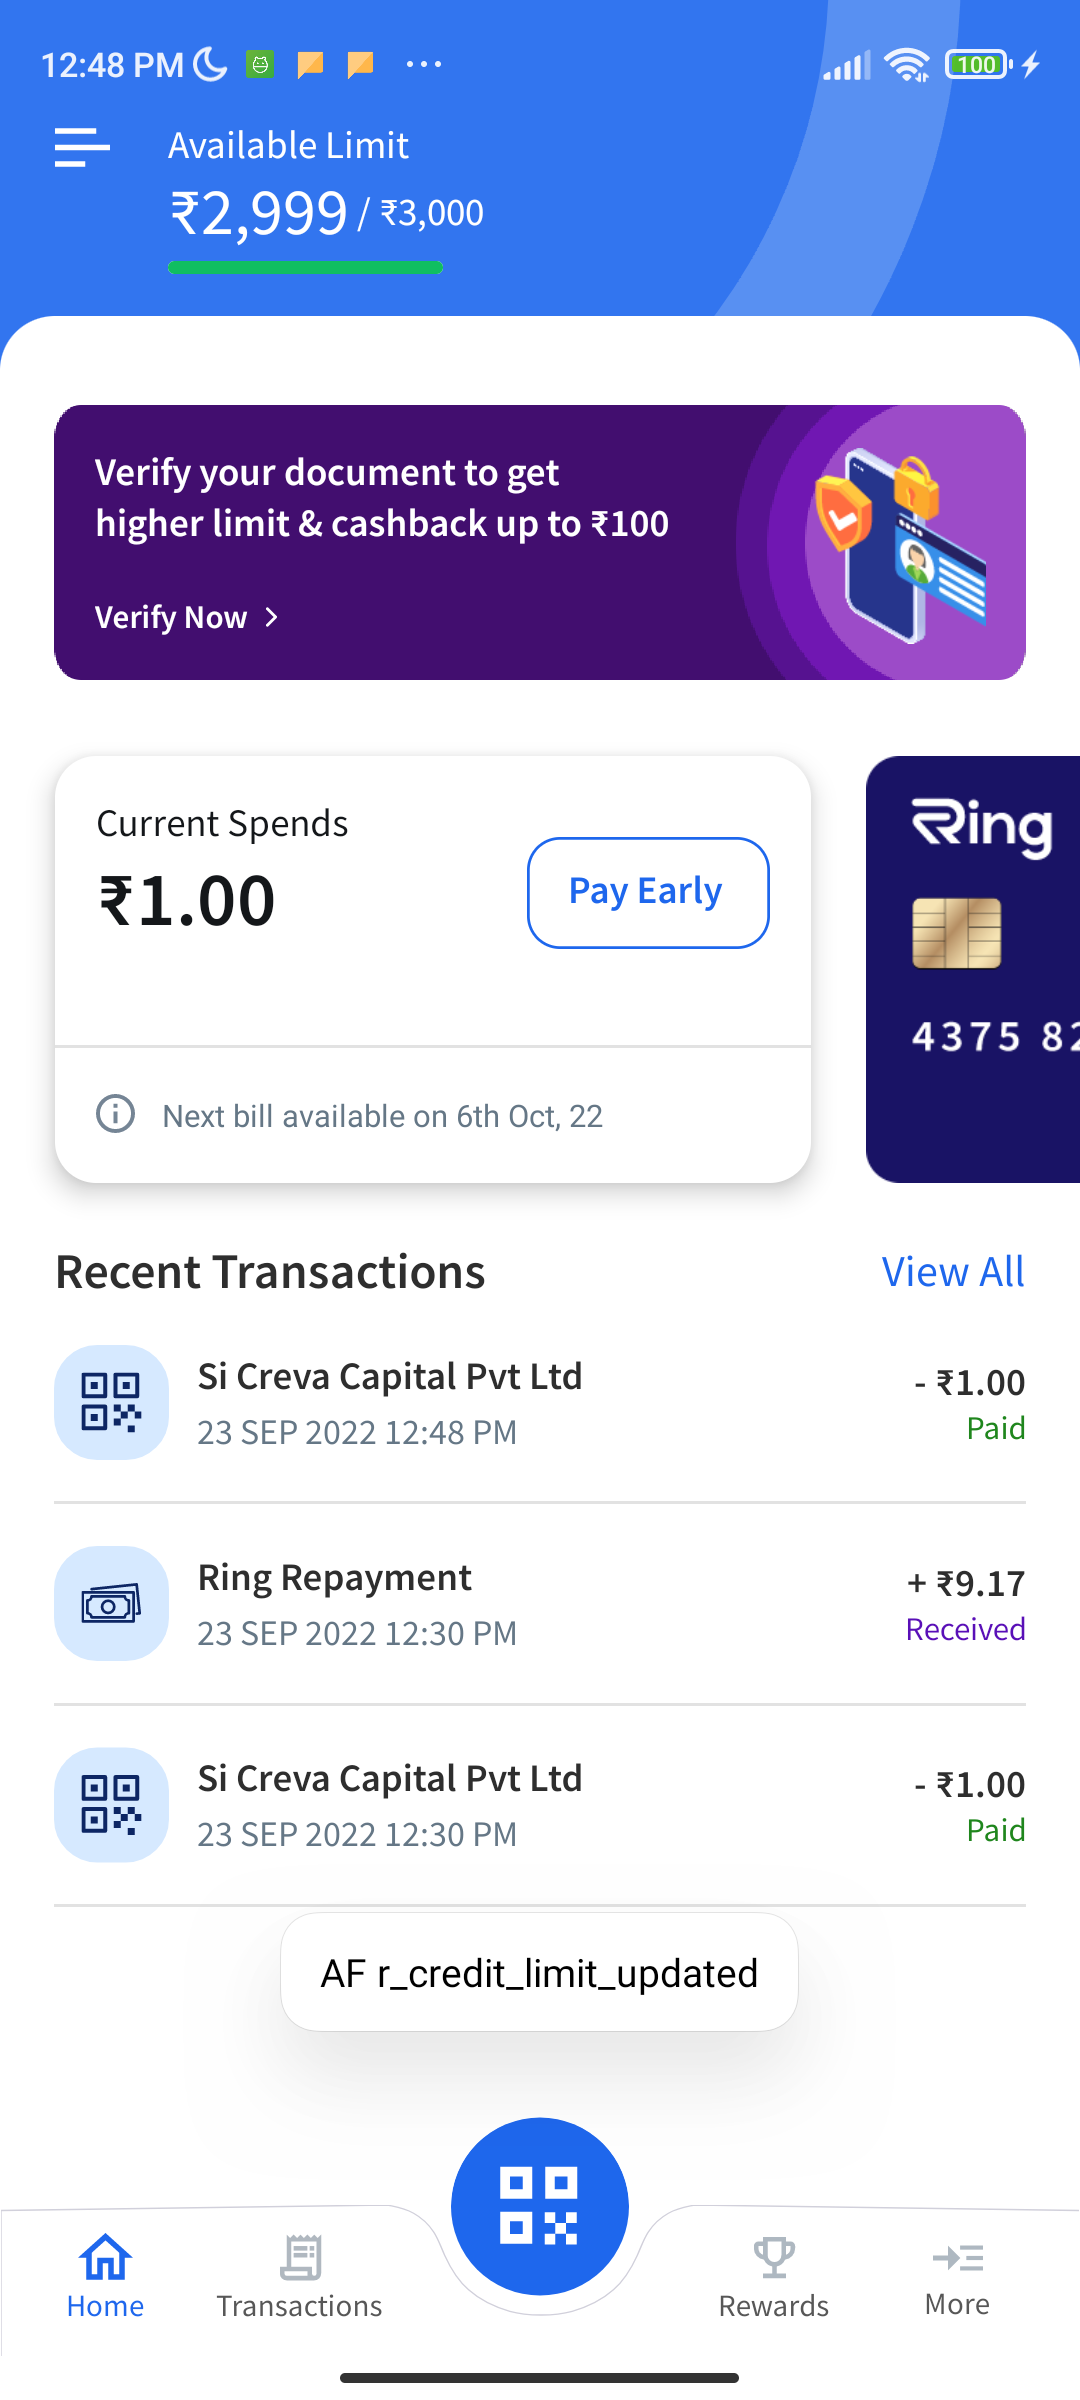 12:48 PM
100
Available Limit
₹2,999 / ₹3,000
Verify your document to get
higher limit & cashback up to ₹100
Verify Now
Current Spends
₹1.00
Pay Early
Next bill available on 6th Oct, 22
Ring
4375 82
Recent Transactions
View All
Si Creva Capital Pvt Ltd
- ₹1.00
23 SEP 2022 12:48 PM
Paid
Ring Repayment
+ ₹9.17
23 SEP 2022 12:30 PM
Received
Si Creva Capital Pvt Ltd
- ₹1.00
23 SEP 2022 12:30 PM
Paid
AF r_credit_limit_updated
Home
Transactions
Rewards
More